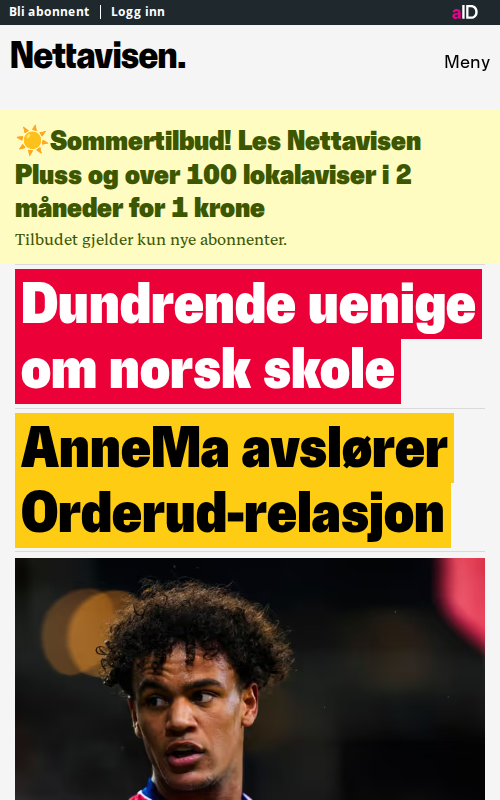 Bli abonnent
Logg inn
aID
Nettavisen.
Meny
☀️Sommertilbud! Les Nettavisen
Pluss og over 100 lokalaviser i 2
måneder for 1 krone
Tilbudet gjelder kun nye abonnenter.
Dundrende uenige
om norsk skole
AnneMa avslører
Orderud-relasjon